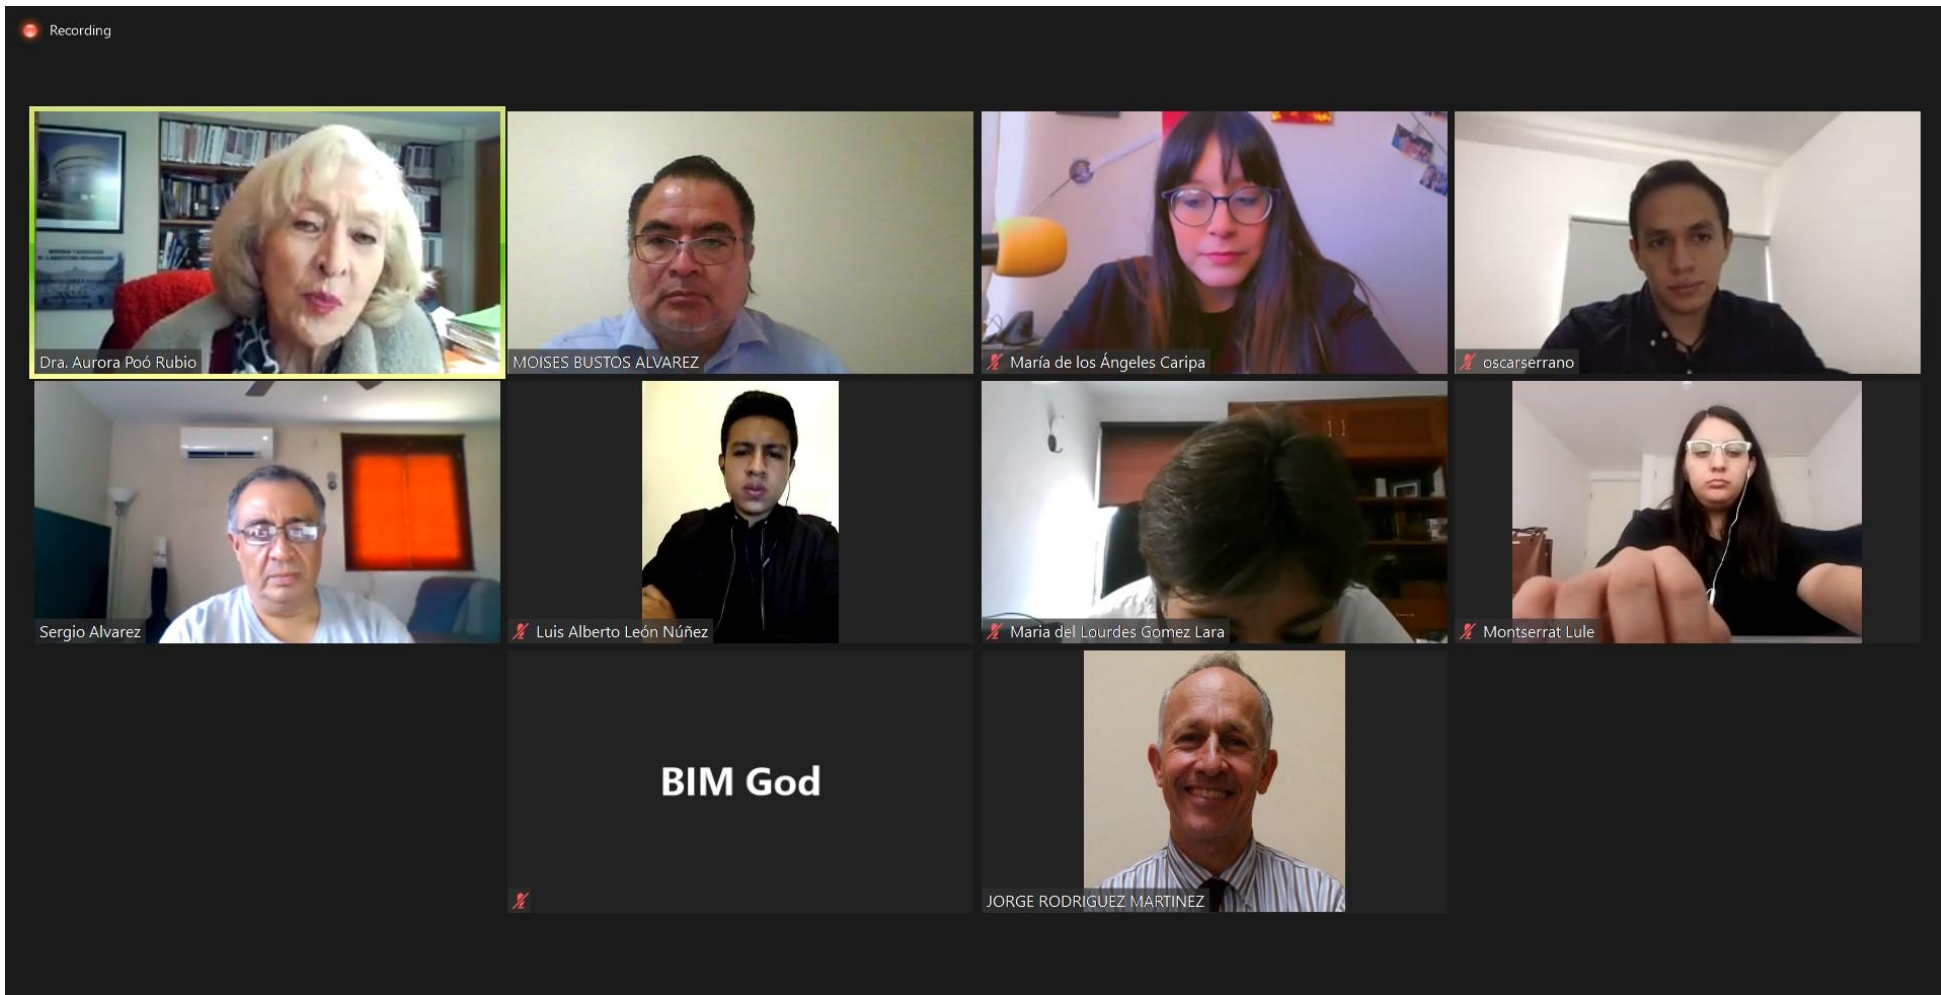 Recording
Dra. Aurora Poó Rubio
MOISES BUSTOS ALVAREZ
María de los Ángeles Caripa
oscarserrano
Sergio Alvarez
Luis Alberto León Núñez
Maria del Lourdes Gomez Lara
Montserrat Lule
BIM God
JORGE RODRIGUEZ MARTINEZ